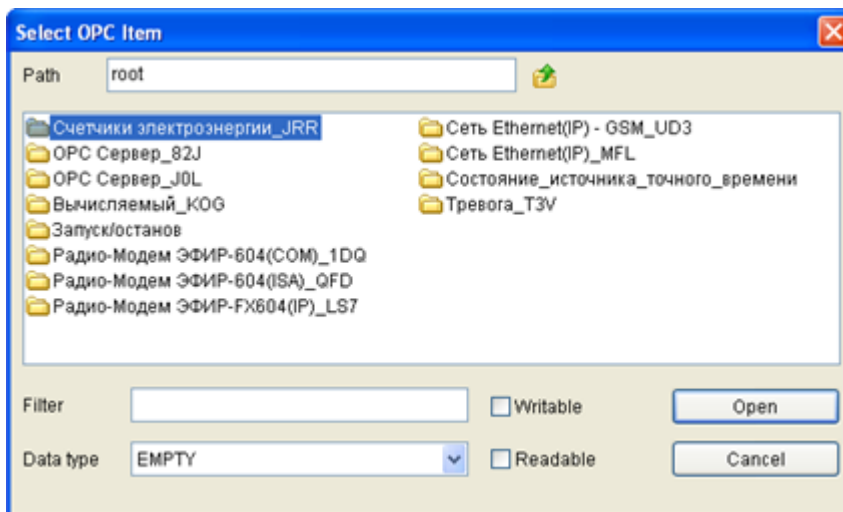 Select OPC Item
Path root
Счетчики электроэнергии_JRR
OPC Сервер_82J
OPC Сервер_J0L
Вычисляемый_KOG
Запуск/останов
Радио-Модем ЭФИР-604(COM)_1DQ
Радио-Модем ЭФИР-604(ISA)_QFD
Радио-Модем ЭФИР-FX604(IP)_LS7
Сеть Ethernet(IP) - GSM_UD3
Сеть Ethernet(IP)_MFL
Состояние_источника_точного_времени
Тревога_T3V
Filter Writable Open
Data type EMPTY Readable Cancel